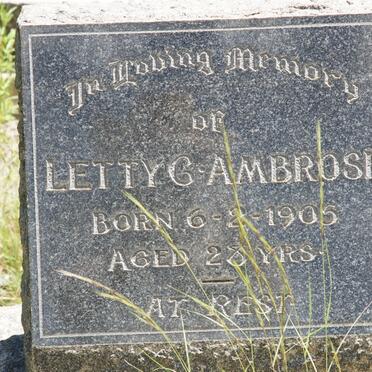 In Loving Memory
of
LETTY C. AMBROSE
BORN 6-2-1905
AGED 23 YRS.
AT REST